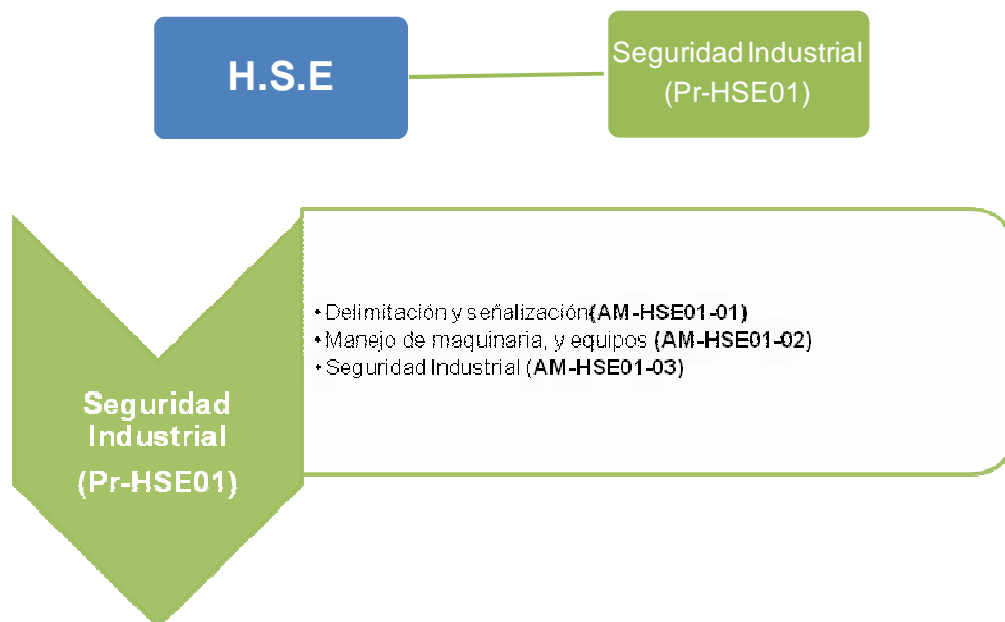 H.S.E
Seguridad Industrial
(Pr-HSE01)
• Delimitación y señalización(AM-HSE01-01)
• Manejo de maquinaria, y equipos (AM-HSE01-02)
• Seguridad Industrial (AM-HSE01-03)
Seguridad
Industrial
(Pr-HSE01)